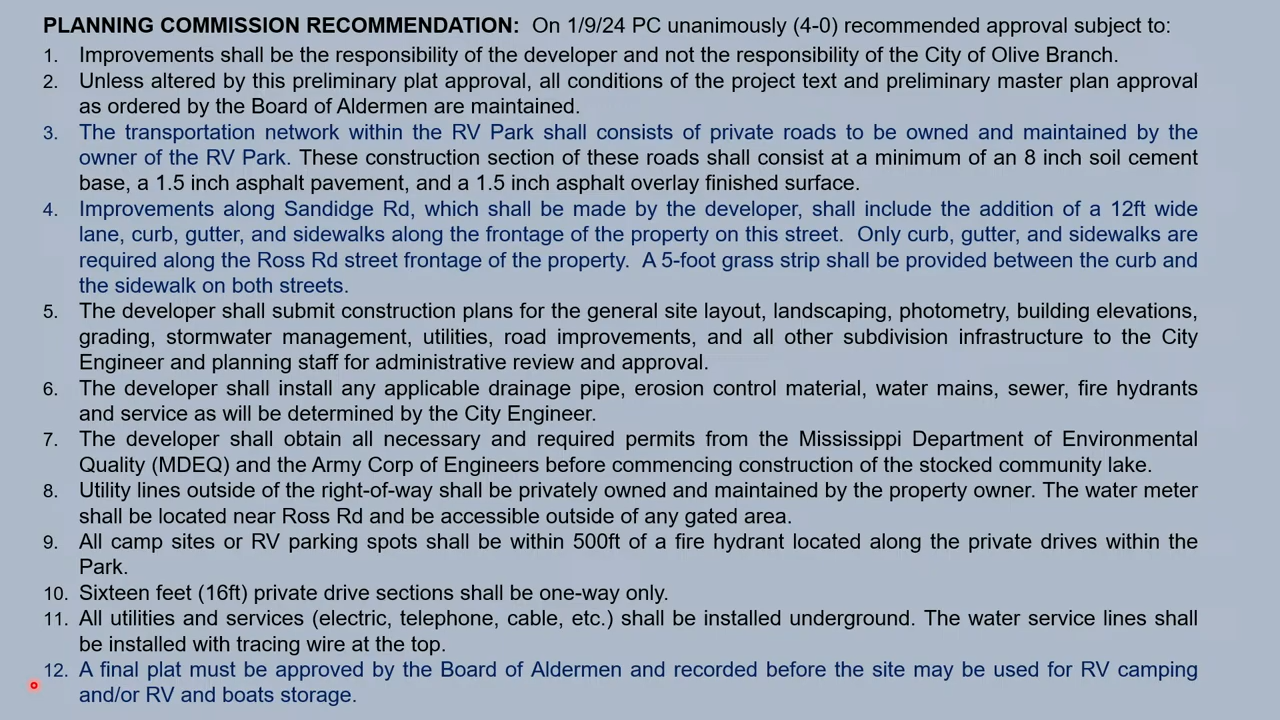 PLANNING COMMISSION RECOMMENDATION:  On 1/9/24 PC unanimously (4-0) recommended approval subject to:
1. Improvements shall be the responsibility of the developer and not the responsibility of the City of Olive Branch.
2. Unless altered by this preliminary plat approval, all conditions of the project text and preliminary master plan approval
as ordered by the Board of Aldermen are maintained.
3. The transportation network within the RV Park shall consists of private roads to be owned and maintained by the
owner of the RV Park. These construction section of these roads shall consist at a minimum of an 8 inch soil cement
base, a 1.5 inch asphalt pavement, and a 1.5 inch asphalt overlay finished surface.
4. Improvements along Sandidge Rd, which shall be made by the developer, shall include the addition of a 12ft wide
lane, curb, gutter, and sidewalks along the frontage of the property on this street.  Only curb, gutter, and sidewalks are
required along the Ross Rd street frontage of the property.  A 5-foot grass strip shall be provided between the curb and
the sidewalk on both streets.
5. The developer shall submit construction plans for the general site layout, landscaping, photometry, building elevations,
grading, stormwater management, utilities, road improvements, and all other subdivision infrastructure to the City
Engineer and planning staff for administrative review and approval.
6. The developer shall install any applicable drainage pipe, erosion control material, water mains, sewer, fire hydrants
and service as will be determined by the City Engineer.
7. The developer shall obtain all necessary and required permits from the Mississippi Department of Environmental
Quality (MDEQ) and the Army Corp of Engineers before commencing construction of the stocked community lake.
8. Utility lines outside of the right-of-way shall be privately owned and maintained by the property owner. The water meter
shall be located near Ross Rd and be accessible outside of any gated area.
9. All camp sites or RV parking spots shall be within 500ft of a fire hydrant located along the private drives within the
Park.
10. Sixteen feet (16ft) private drive sections shall be one-way only.
11. All utilities and services (electric, telephone, cable, etc.) shall be installed underground. The water service lines shall
be installed with tracing wire at the top.
12. A final plat must be approved by the Board of Aldermen and recorded before the site may be used for RV camping
and/or RV and boats storage.